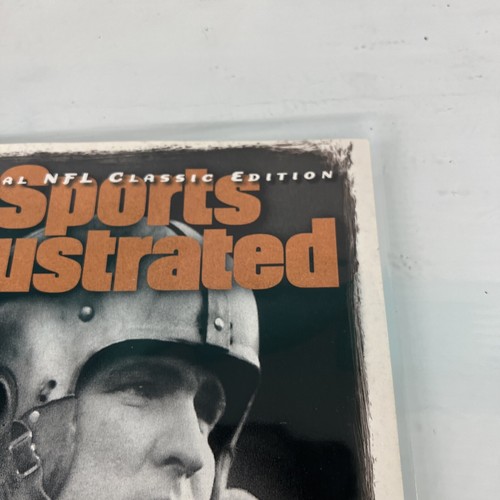 AL NFL CLASSIC EDITION
Sports
ustrated